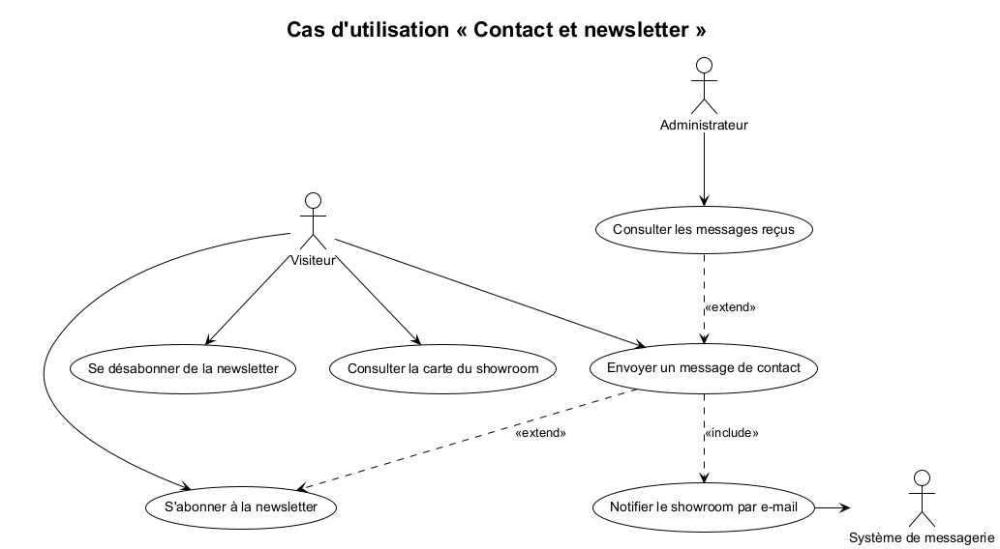 Cas d'utilisation « Contact et newsletter »
Administrateur
Consulter les messages reçus
Visiteur
«extend»
Se désabonner de la newsletter
Consulter la carte du showroom
Envoyer un message de contact
«extend»
«include»
S'abonner à la newsletter
Notifier le showroom par e-mail
Système de messagerie